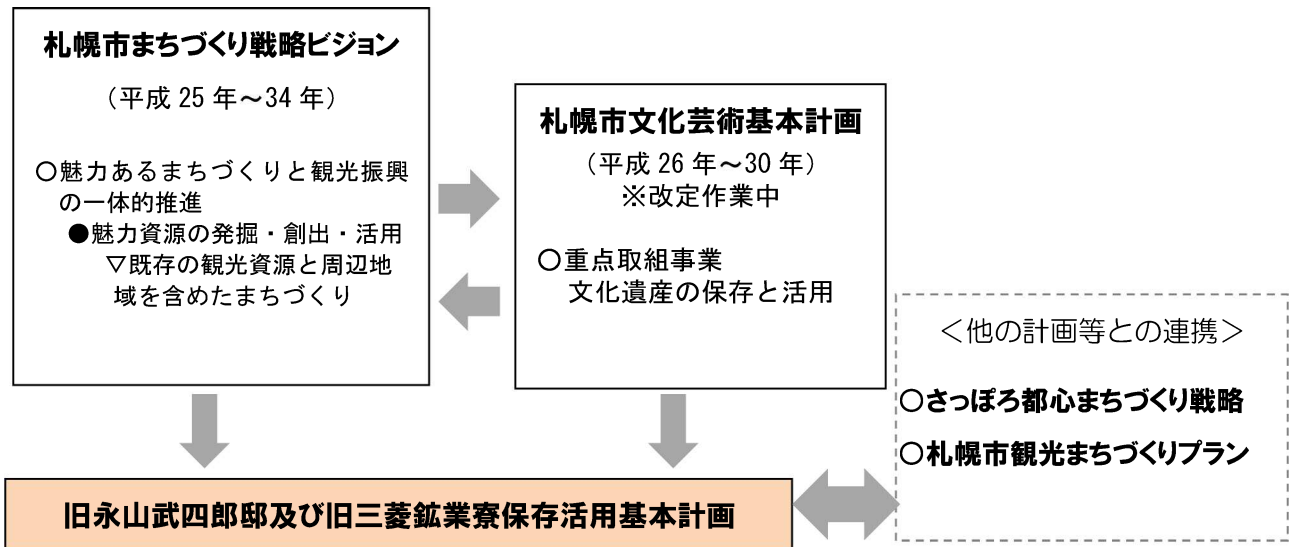 札幌市まちづくり戦略ビジョン
（平成 25 年～34 年）
○魅力あるまちづくりと観光振興
の一体的推進
●魅力資源の発掘・創出・活用
▽既存の観光資源と周辺地
域を含めたまちづくり
札幌市文化芸術基本計画
（平成 26 年～30 年）
※改定作業中
○重点取組事業
文化遺産の保存と活用
＜他の計画等との連携＞
○さっぽろ都心まちづくり戦略
○札幌市観光まちづくりプラン
旧永山武四郎邸及び旧三菱鉱業寮保存活用基本計画